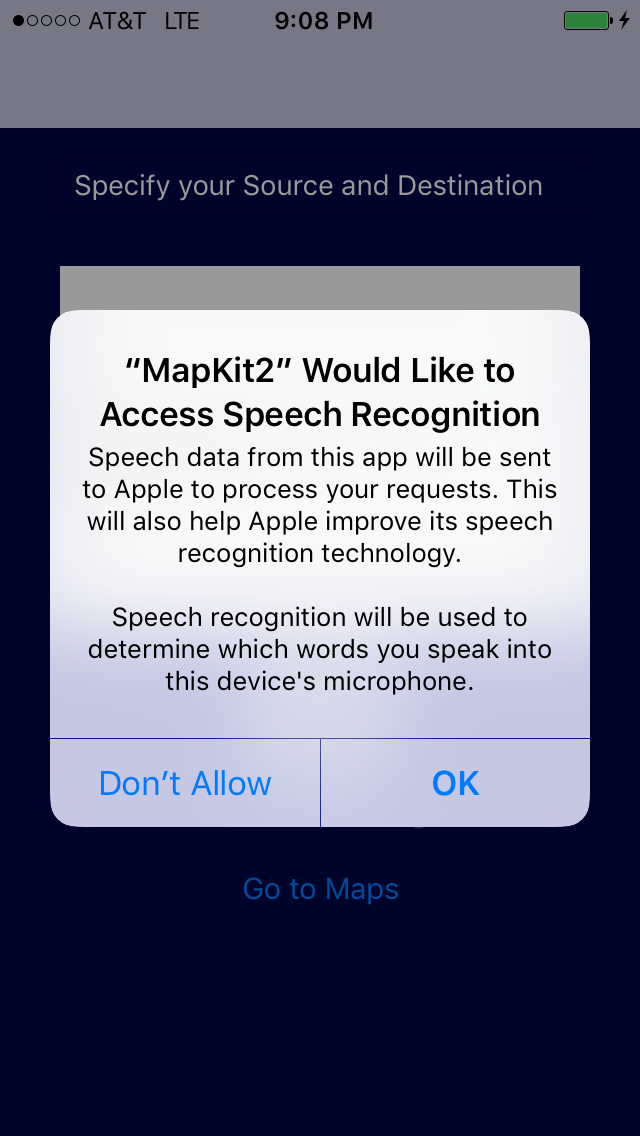 AT&T LTE 9:08 PM
Specify your Source and Destination
“MapKit2” Would Like to
Access Speech Recognition
Speech data from this app will be sent
to Apple to process your requests. This
will also help Apple improve its speech
recognition technology.
Speech recognition will be used to
determine which words you speak into
this device's microphone.
Don’t Allow OK
Go to Maps